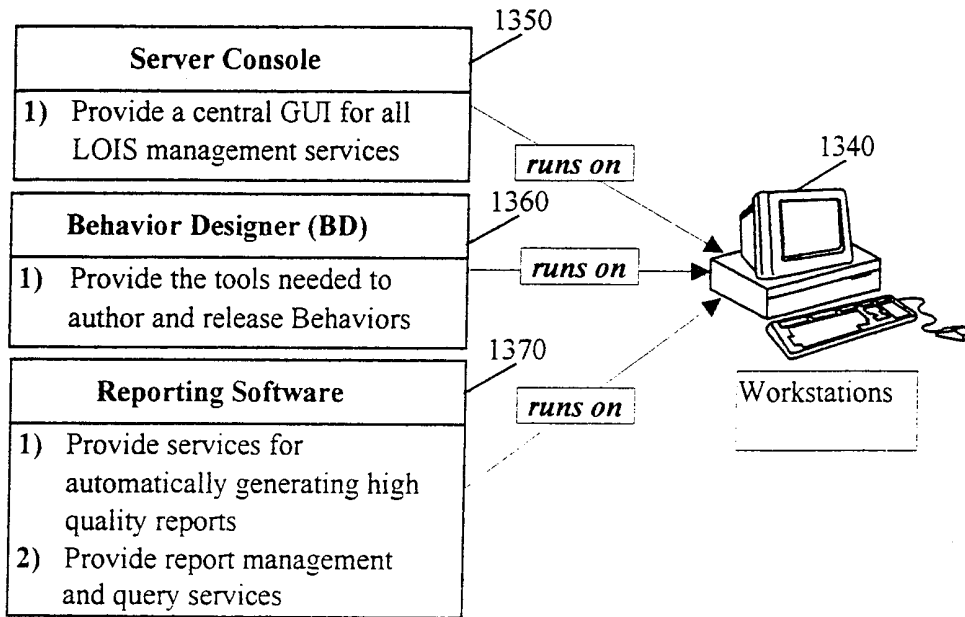 1350
Server Console
1) Provide a central GUI for all
LOIS management services
runs on
1340
1360
Behavior Designer (BD)
1) Provide the tools needed to
author and release Behaviors
runs on
1370
Reporting Software
1) Provide services for
automatically generating high
quality reports
2) Provide report management
and query services
runs on
Workstations